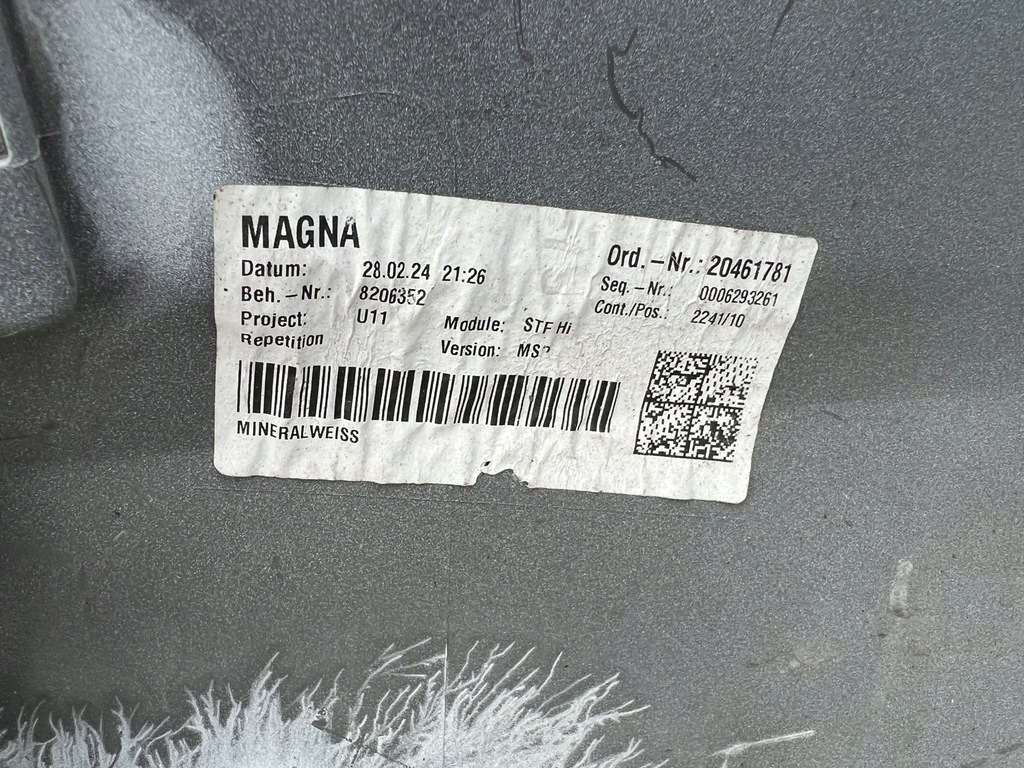 MAGNA
Datum: 28.02.24 21:26
Beh.-Nr.: 8206352
Project: U11
Repetition
Module: STF Hi
Version:
Ord.-Nr.: 20461781
Seq.-Nr.: 0006293261
Cont./Pos.: 2241/10
MINERALWEISS